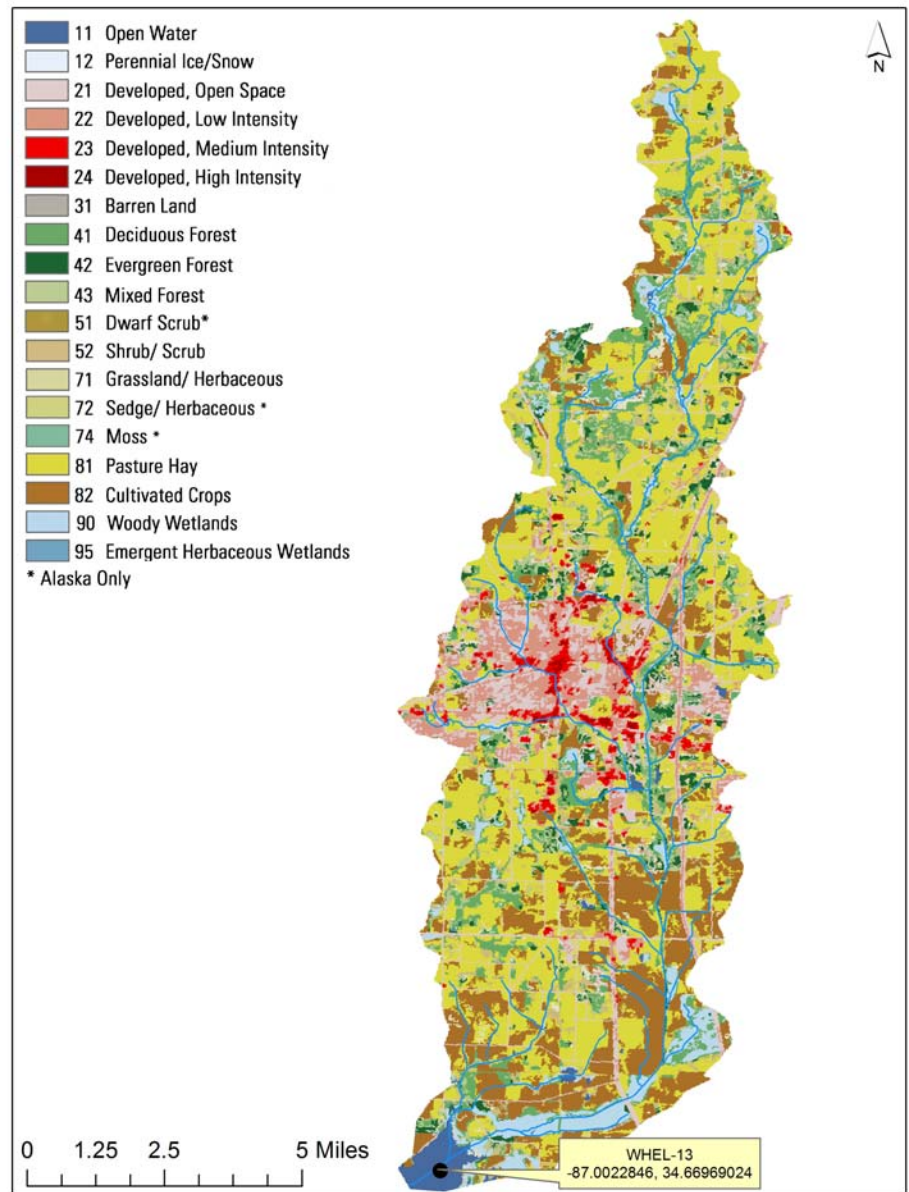 11 Open Water
12 Perennial Ice/Snow
21 Developed, Open Space
22 Developed, Low Intensity
23 Developed, Medium Intensity
24 Developed, High Intensity
31 Barren Land
41 Deciduous Forest
42 Evergreen Forest
43 Mixed Forest
51 Dwarf Scrub*
52 Shrub/ Scrub
71 Grassland/ Herbaceous
72 Sedge/ Herbaceous *
74 Moss *
81 Pasture Hay
82 Cultivated Crops
90 Woody Wetlands
95 Emergent Herbaceous Wetlands
* Alaska Only
N
0 1.25 2.5 5 Miles
WHEL-13
-87.0022846, 34.66969024